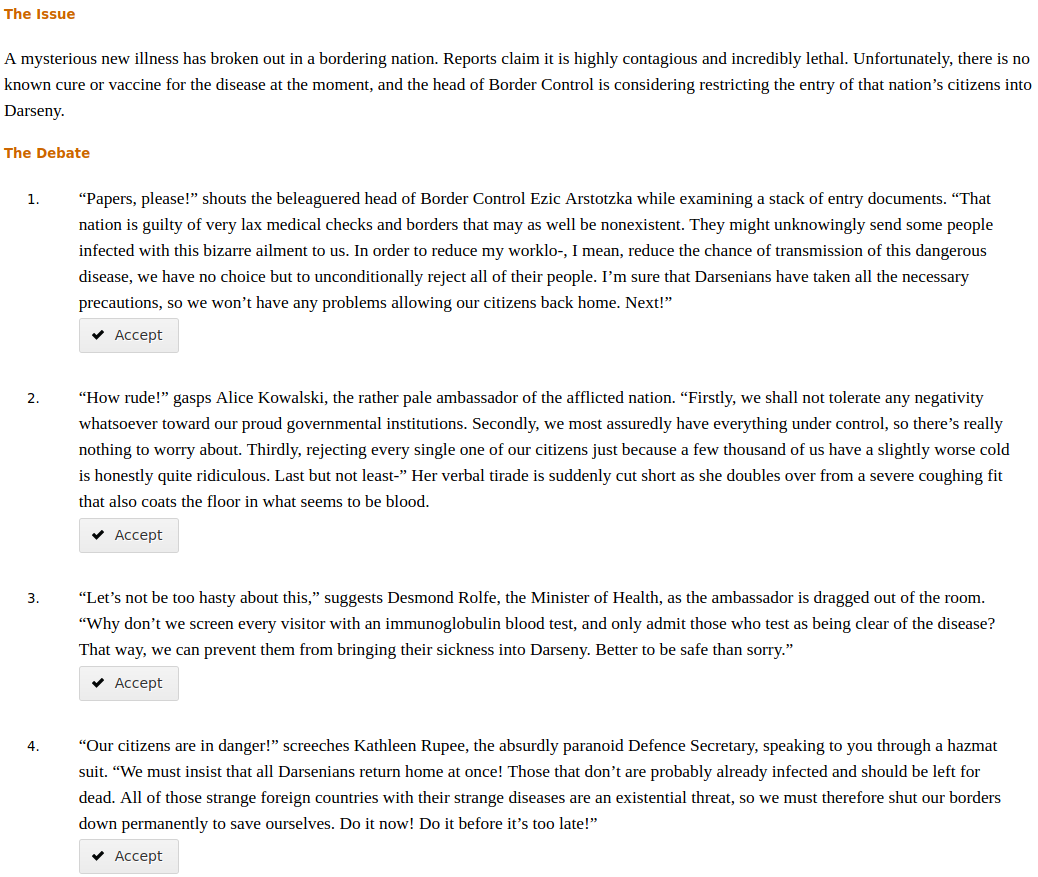 The Issue
A mysterious new illness has broken out in a bordering nation. Reports claim it is highly contagious and incredibly lethal. Unfortunately, there is no
known cure or vaccine for the disease at the moment, and the head of Border Control is considering restricting the entry of that nation’s citizens into
Darseny.
The Debate
1. “Papers, please!” shouts the beleaguered head of Border Control Ezic Arstotzka while examining a stack of entry documents. “That
nation is guilty of very lax medical checks and borders that may as well be nonexistent. They might unknowingly send some people
infected with this bizarre ailment to us. In order to reduce my worklo-, I mean, reduce the chance of transmission of this dangerous
disease, we have no choice but to unconditionally reject all of their people. I’m sure that Darsenians have taken all the necessary
precautions, so we won’t have any problems allowing our citizens back home. Next!”
Accept
2. “How rude!” gasps Alice Kowalski, the rather pale ambassador of the afflicted nation. “Firstly, we shall not tolerate any negativity
whatsoever toward our proud governmental institutions. Secondly, we most assuredly have everything under control, so there’s really
nothing to worry about. Thirdly, rejecting every single one of our citizens just because a few thousand of us have a slightly worse cold
is honestly quite ridiculous. Last but not least-” Her verbal tirade is suddenly cut short as she doubles over from a severe coughing fit
that also coats the floor in what seems to be blood.
Accept
3. “Let’s not be too hasty about this,” suggests Desmond Rolfe, the Minister of Health, as the ambassador is dragged out of the room.
“Why don’t we screen every visitor with an immunoglobulin blood test, and only admit those who test as being clear of the disease?
That way, we can prevent them from bringing their sickness into Darseny. Better to be safe than sorry.”
Accept
4. “Our citizens are in danger!” screeches Kathleen Rupee, the absurdly paranoid Defence Secretary, speaking to you through a hazmat
suit. “We must insist that all Darsenians return home at once! Those that don’t are probably already infected and should be left for
dead. All of those strange foreign countries with their strange diseases are an existential threat, so we must therefore shut our borders
down permanently to save ourselves. Do it now! Do it before it’s too late!”
Accept